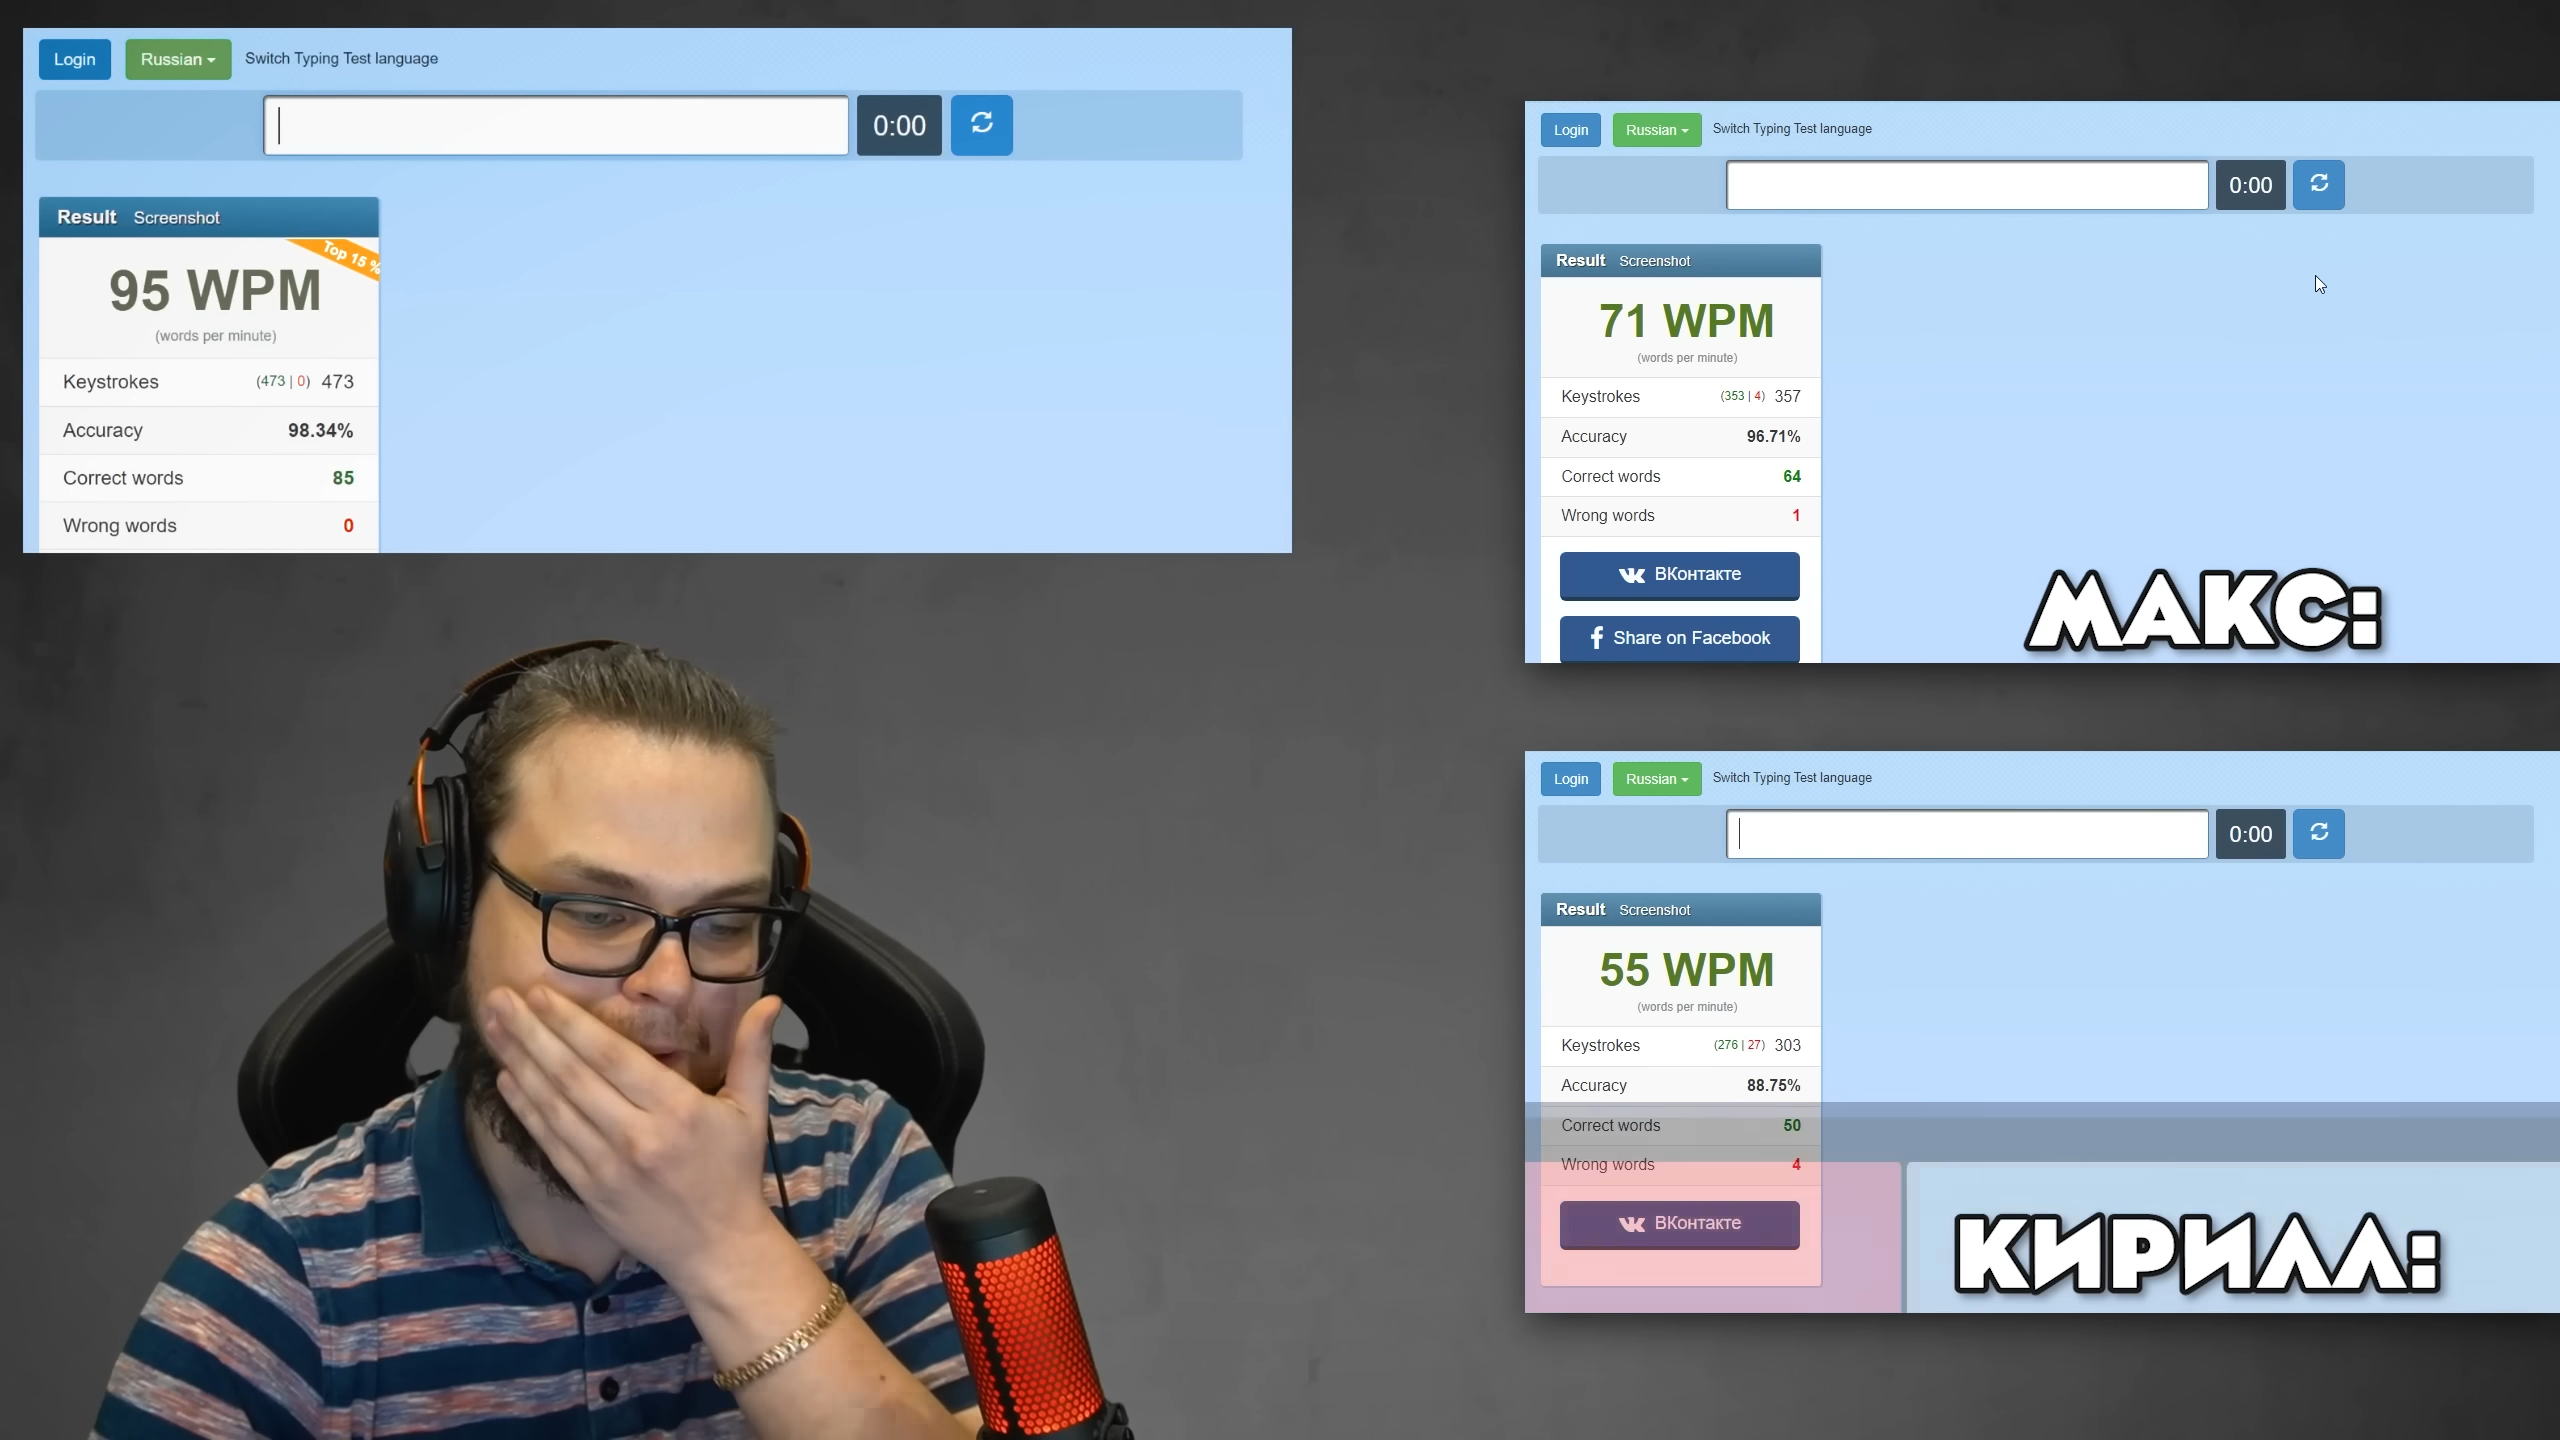 Login Russian Switch Typing Test language
0:00
Result Screenshot
Top 15 %
95 WPM
(words per minute)
Keystrokes (473 | 0) 473
Accuracy 98.34%
Correct words 85
Wrong words 0
Login Russian Switch Typing Test language
0:00
Result Screenshot
71 WPM
(words per minute)
Keystrokes (353 | 4) 357
Accuracy 96.71%
Correct words 64
Wrong words 1
ВКонтакте
Share on Facebook
МАКС:
Login Russian Switch Typing Test language
0:00
Result Screenshot
55 WPM
(words per minute)
Keystrokes (276 | 27) 303
Accuracy 88.75%
Correct words 50
Wrong words 4
ВКонтакте
КИРИЛЛ: